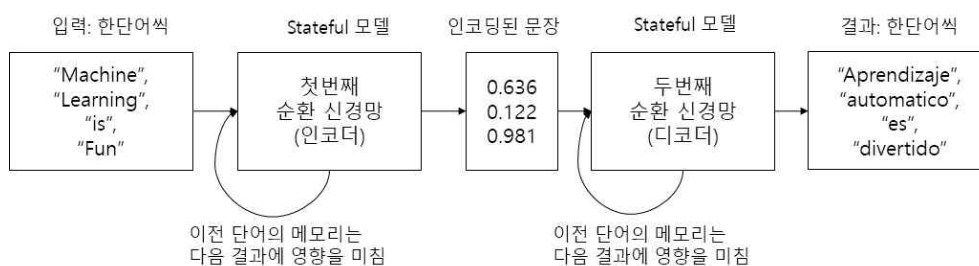 입력: 한단어씩
Stateful 모델
인코딩된 문장
Stateful 모델
결과: 한단어씩
"Machine",
"Learning",
"is",
"Fun"
첫번째
순환 신경망
(인코더)
0.636
0.122
0.981
두번째
순환 신경망
(디코더)
"Aprendizaje"
"automatico",
"es",
"divertido"
이전 단어의 메모리는
다음 결과에 영향을 미침
이전 단어의 메모리는
다음 결과에 영향을 미침